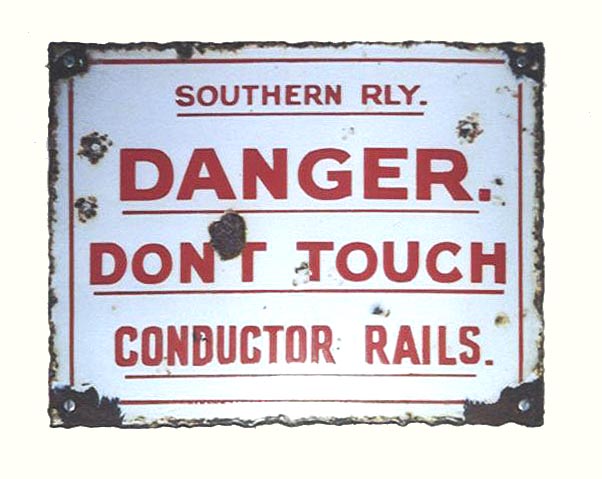 SOUTHERN RLY.
DANGER.
DON'T TOUCH
CONDUCTOR RAILS.